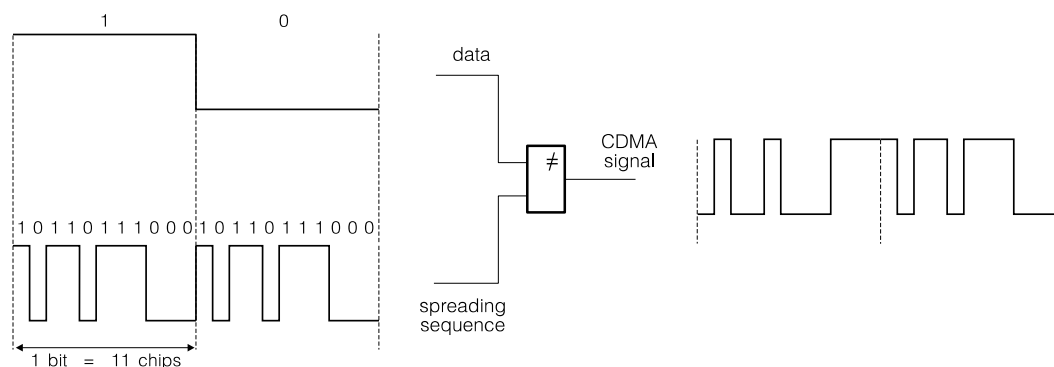 1 0
data
≠
CDMA
signal
1 0 1 1 0 1 1 1 0 0 0 1 0 1 1 0 1 1 1 0 0 0
spreading
sequence
1 bit = 11 chips